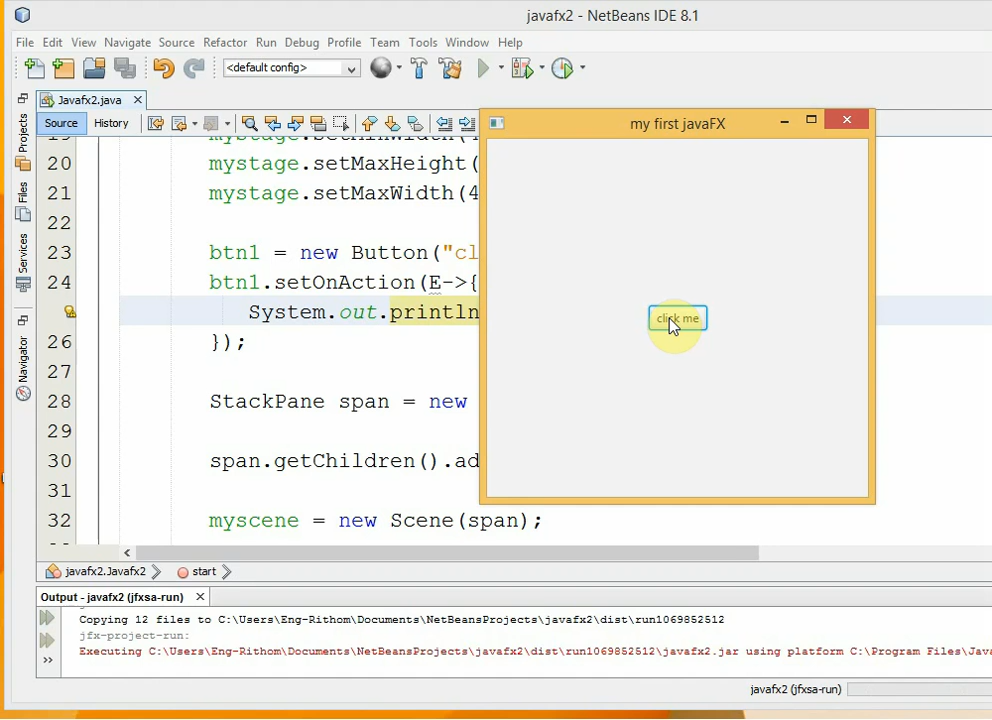 javafx2 - NetBeans IDE 8.1
File Edit View Navigate Source Refactor Run Debug Profile Team Tools Window Help
<default config>
Javafx2.java
Source History
Projects
Files
Services
Navigator
20 mystage.setMaxHeight(
21 mystage.setMaxWidth(4
22
23 btn1 = new Button("cl
24 btn1.setOnAction(E->{
System.out.println
26 });
27
28 StackPane span = new
29
30 span.getChildren().ad
31
32 myscene = new Scene(span);
my first javaFX
click me
javafx2.Javafx2 start
Output - javafx2 (jfxsa-run)
Copying 12 files to C:\Users\Eng-Rithom\Documents\NetBeansProjects\javafx2\dist\run1069852512
jfx-project-run:
Executing C:\Users\Eng-Rithom\Documents\NetBeansProjects\javafx2\dist\run1069852512\javafx2.jar using platform C:\Program Files\Java
javafx2 (jfxsa-run)